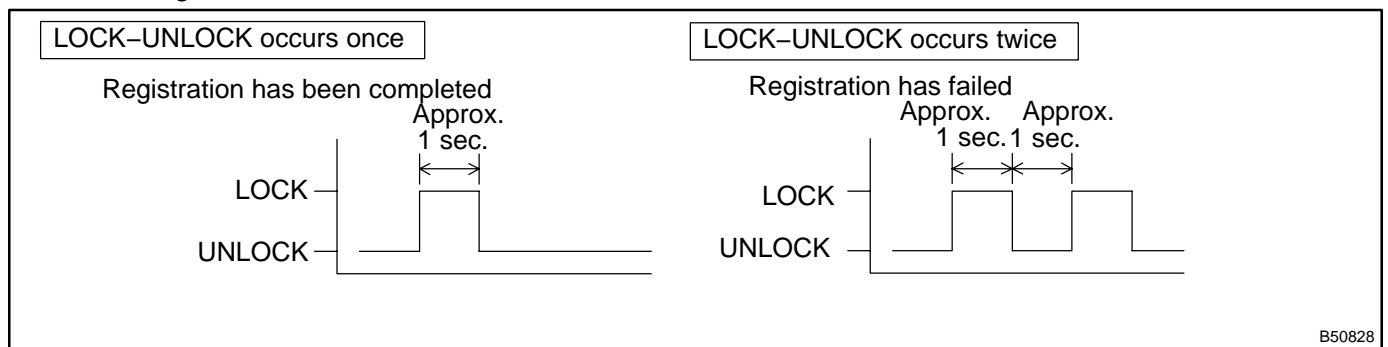 LOCK−UNLOCK occurs once
Registration has been completed
Approx.
1 sec.
LOCK
UNLOCK
LOCK−UNLOCK occurs twice
Registration has failed
Approx. Approx.
1 sec. 1 sec.
LOCK
UNLOCK
B50828